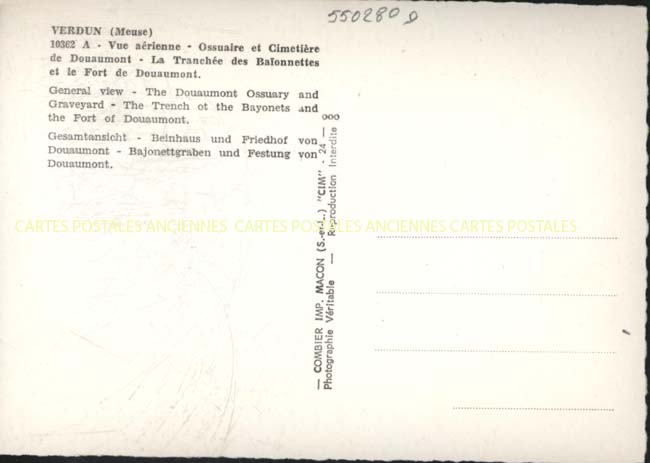 550280 D
VERDUN (Meuse)
10362 A - Vue aérienne - Ossuaire et Cimetière
de Douaumont - La Tranchée des Baïonnettes
et le Fort de Douaumont.
General view - The Douaumont Ossuary and
Graveyard - The Trench ot the Bayonets and
the Fort of Douaumont.
Gesamtansicht - Beinhaus und Friedhof von
Douaumont - Bajonettgraben und Festung von
Douaumont.
ooo
— COMBIER IMP. MACON (S.-et-L.) "CIM" - 24 —
Photographie Véritable — Reproduction Interdite
CARTES POSTALES ANCIENNES CARTES POSTALES ANCIENNES CARTES POSTALES